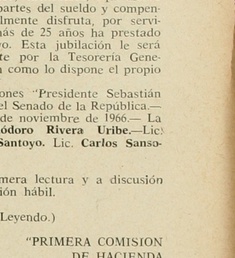 partes del sueldo y compen-
lmente disfruta, por servi-
más de 25 años ha prestado
vo. Esta jubilación le será
te por la Tesorería Gene-
n como lo dispone el propio
ones "Presidente Sebastián
el Senado de la República.—
de noviembre de 1966.— La
ódoro Rivera Uribe.—Lic.
Santoyo. Lic. Carlos Sanso-
mera lectura y a discusión
ión hábil.
Leyendo.)
"PRIMERA COMISION
DE HACIENDA